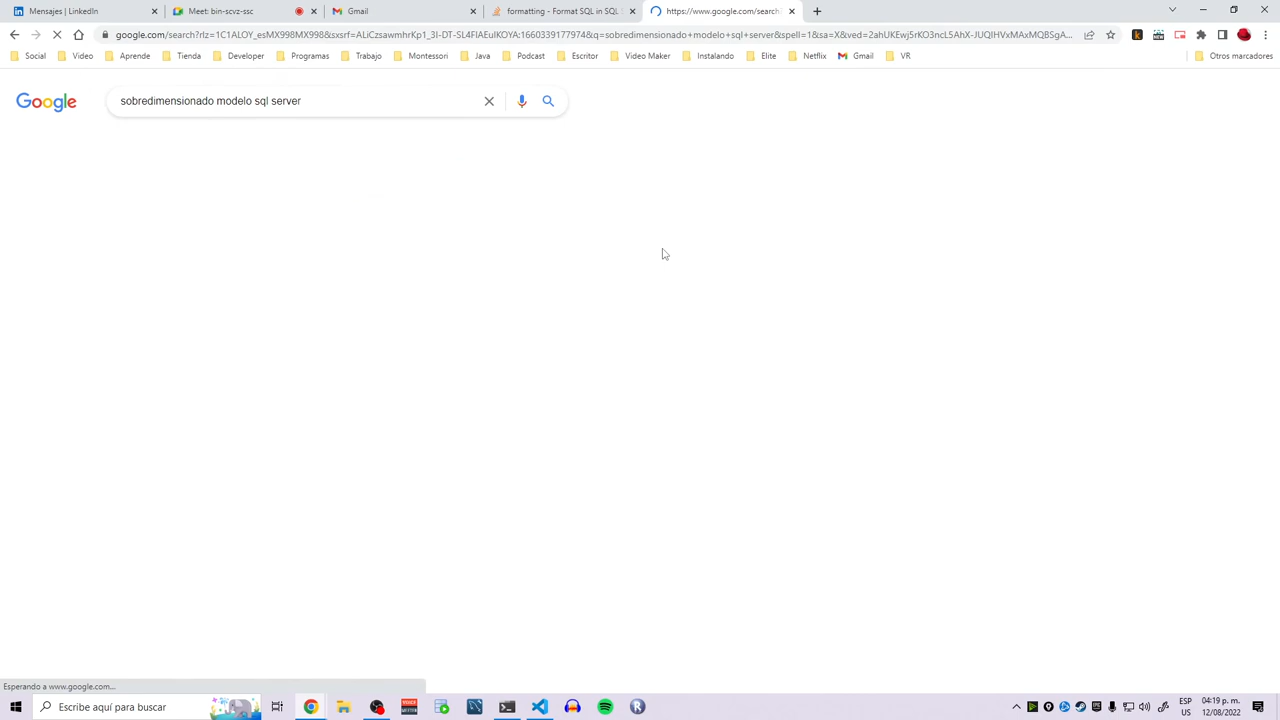 Mensajes | LinkedIn
Meet: bin-scvz-ssc
Gmail
formatting - Format SQL in SQL S
https://www.google.com/search?
google.com/search?rlz=1C1ALOY_esMX998MX998&sxsrf=ALiCzsawmhrKp1_3I-DT-SL4FIAEuIKOYA:1660339177974&q=sobredimensionado+modelo+sql+server&spell=1&sa=X&ved=2ahUKEwj5rKO3ncL5AhX-JUQIHVxMAxMQBSgA...
Social
Video
Aprende
Tienda
Developer
Programas
Trabajo
Montessori
Java
Podcast
Escritor
Video Maker
Instalando
Elite
Netflix
Gmail
VR
Otros marcadores
Google
sobredimensionado modelo sql server
Esperando a www.google.com...
Escribe aquí para buscar
ESP
US
04:19 p. m.
12/08/2022